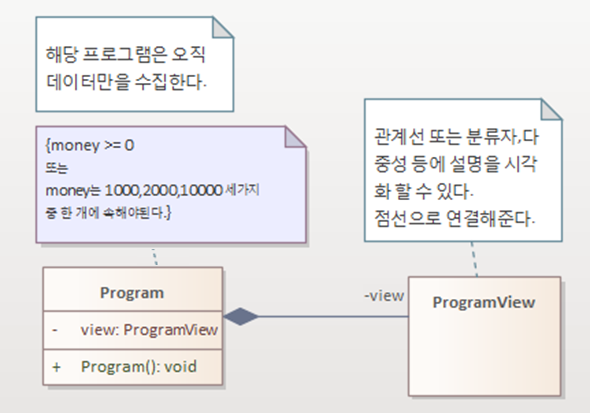 해당 프로그램은 오직
데이터만을 수집한다.
{money >= 0
또는
money는 1000,2000,10000 세가지
중 한 개에 속해야된다.}
관계선 또는 분류자,다
중성 등에 설명을 시각
화 할 수 있다.
점선으로 연결해준다.
Program
- view: ProgramView
+ Program(): void
-view
ProgramView